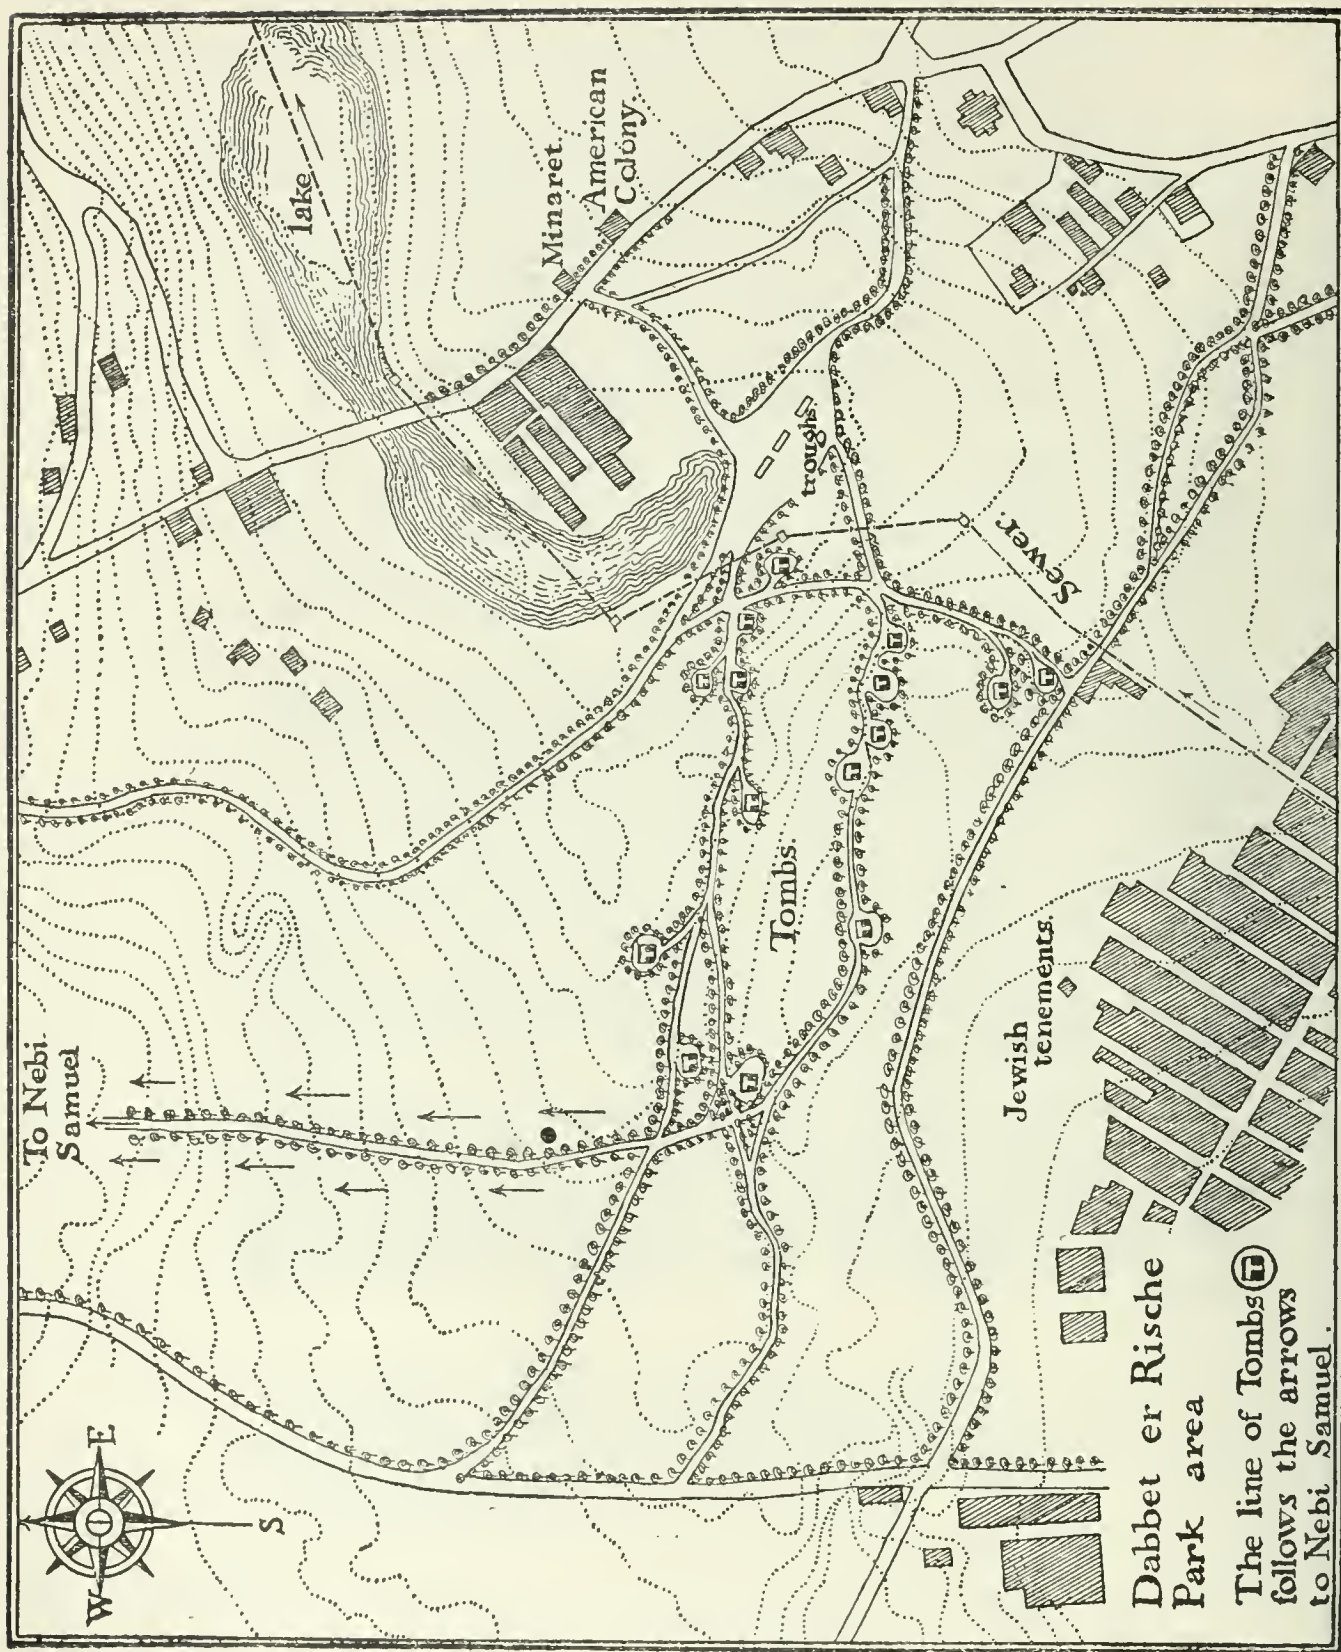 To Nebi
Samuel
lake
Minaret.
American
Colony.
troughs
Sewer.
Tombs.
Jewish
tenements.
W
E
S
Dabbet er Rische
Park area
The line of Tombs
follows the arrows
to Nebi Samuel.